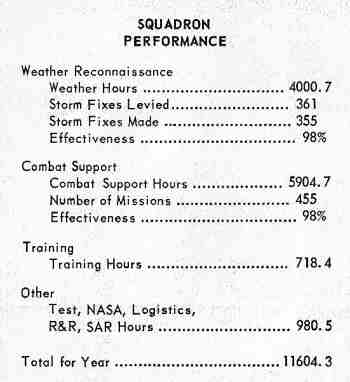 SQUADRON
PERFORMANCE
Weather Reconnaissance
Weather Hours .............................. 4000.7
Storm Fixes Levied......................... 361
Storm Fixes Made ........................... 355
Effectiveness ................................. 98%
Combat Support
Combat Support Hours ................... 5904.7
Number of Missions ........................ 455
Effectiveness ................................. 98%
Training
Training Hours .............................. 718.4
Other
Test, NASA, Logistics,
R&R, SAR Hours ............................ 980.5
Total for Year ................................... 11604.3